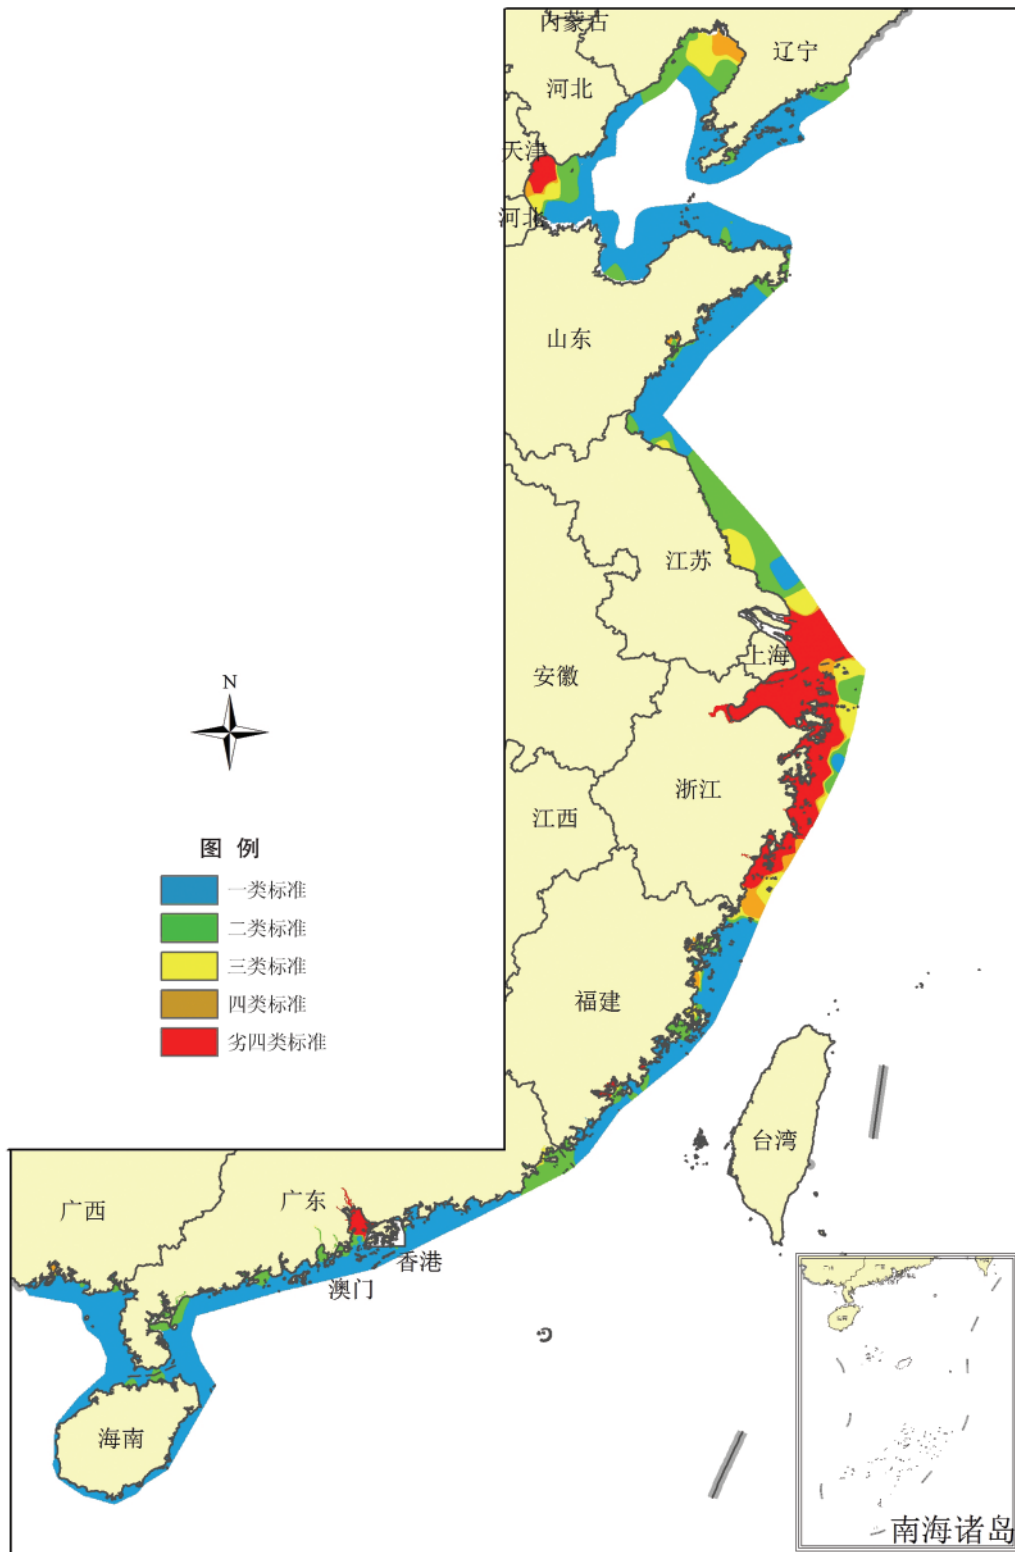 内蒙古
辽宁
河北
天津
河北
山东
江苏
上海
安徽
浙江
江西
N
图 例
一类标准
二类标准
三类标准
四类标准
劣四类标准
福建
台湾
广西
广东
香港
澳门
海南
南海诸岛